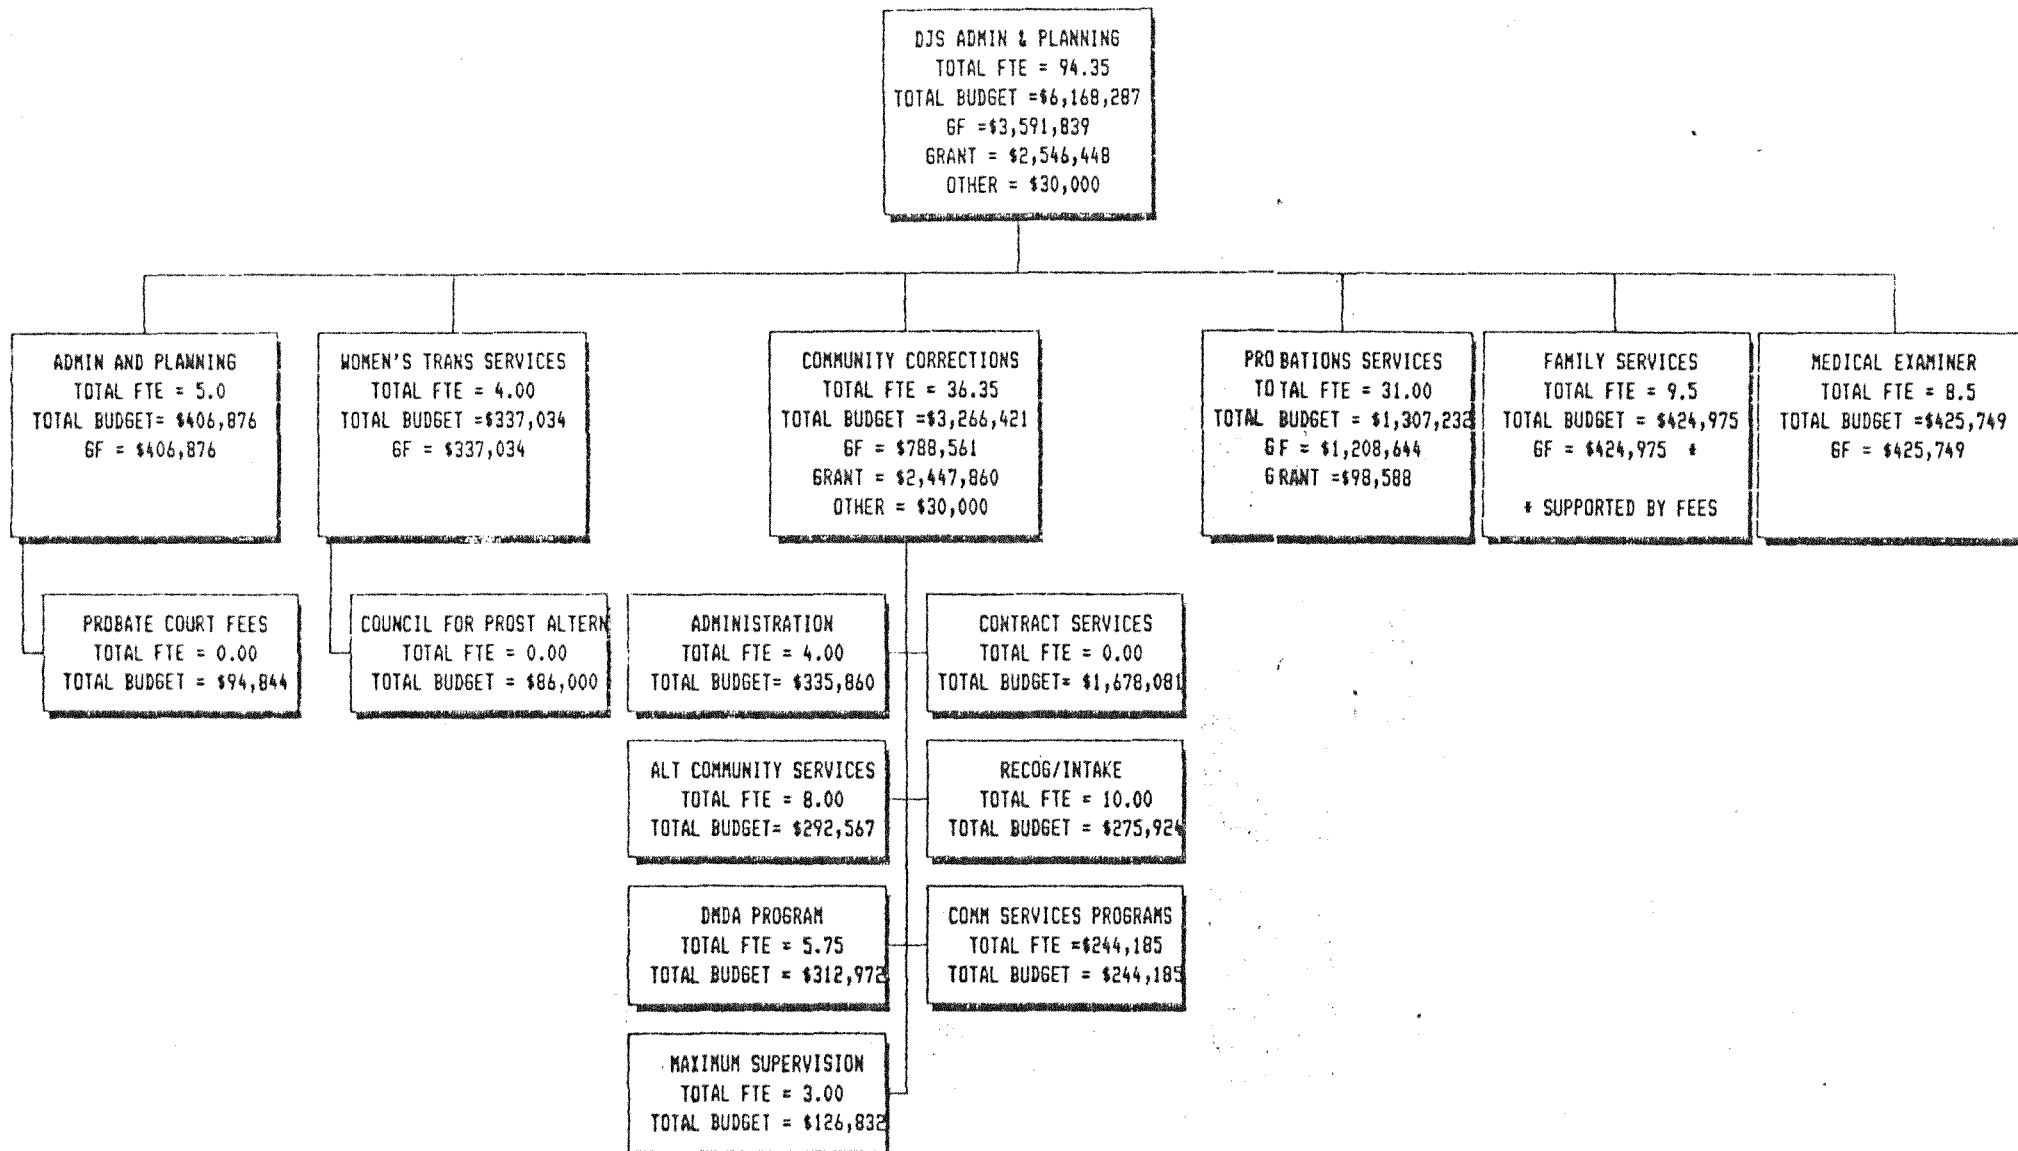 DJS ADMIN & PLANNING
TOTAL FTE = 94.35
TOTAL BUDGET =$6,168,287
GF =$3,591,839
GRANT = $2,546,448
OTHER = $30,000
ADMIN AND PLANNING
TOTAL FTE = 5.0
TOTAL BUDGET= $406,876
GF = $406,876
WOMEN'S TRANS SERVICES
TOTAL FTE = 4.00
TOTAL BUDGET =$337,034
GF = $337,034
COMMUNITY CORRECTIONS
TOTAL FTE = 36.35
TOTAL BUDGET =$3,266,421
GF = $788,561
GRANT = $2,447,860
OTHER = $30,000
PROBATIONS SERVICES
TOTAL FTE = 31.00
TOTAL BUDGET = $1,307,232
GF = $1,208,644
GRANT =$98,588
FAMILY SERVICES
TOTAL FTE = 9.5
TOTAL BUDGET = $424,975
GF = $424,975 *
* SUPPORTED BY FEES
MEDICAL EXAMINER
TOTAL FTE = 8.5
TOTAL BUDGET =$425,749
GF = $425,749
PROBATE COURT FEES
TOTAL FTE = 0.00
TOTAL BUDGET = $94,844
COUNCIL FOR PROST ALTERN
TOTAL FTE = 0.00
TOTAL BUDGET = $86,000
ADMINISTRATION
TOTAL FTE = 4.00
TOTAL BUDGET= $335,860
CONTRACT SERVICES
TOTAL FTE = 0.00
TOTAL BUDGET= $1,678,081
ALT COMMUNITY SERVICES
TOTAL FTE = 8.00
TOTAL BUDGET= $292,567
RECOG/INTAKE
TOTAL FTE = 10.00
TOTAL BUDGET = $275,924
DMDA PROGRAM
TOTAL FTE = 5.75
TOTAL BUDGET = $312,972
COMM SERVICES PROGRAMS
TOTAL FTE =$244,185
TOTAL BUDGET = $244,185
MAXIMUM SUPERVISION
TOTAL FTE = 3.00
TOTAL BUDGET = $126,832